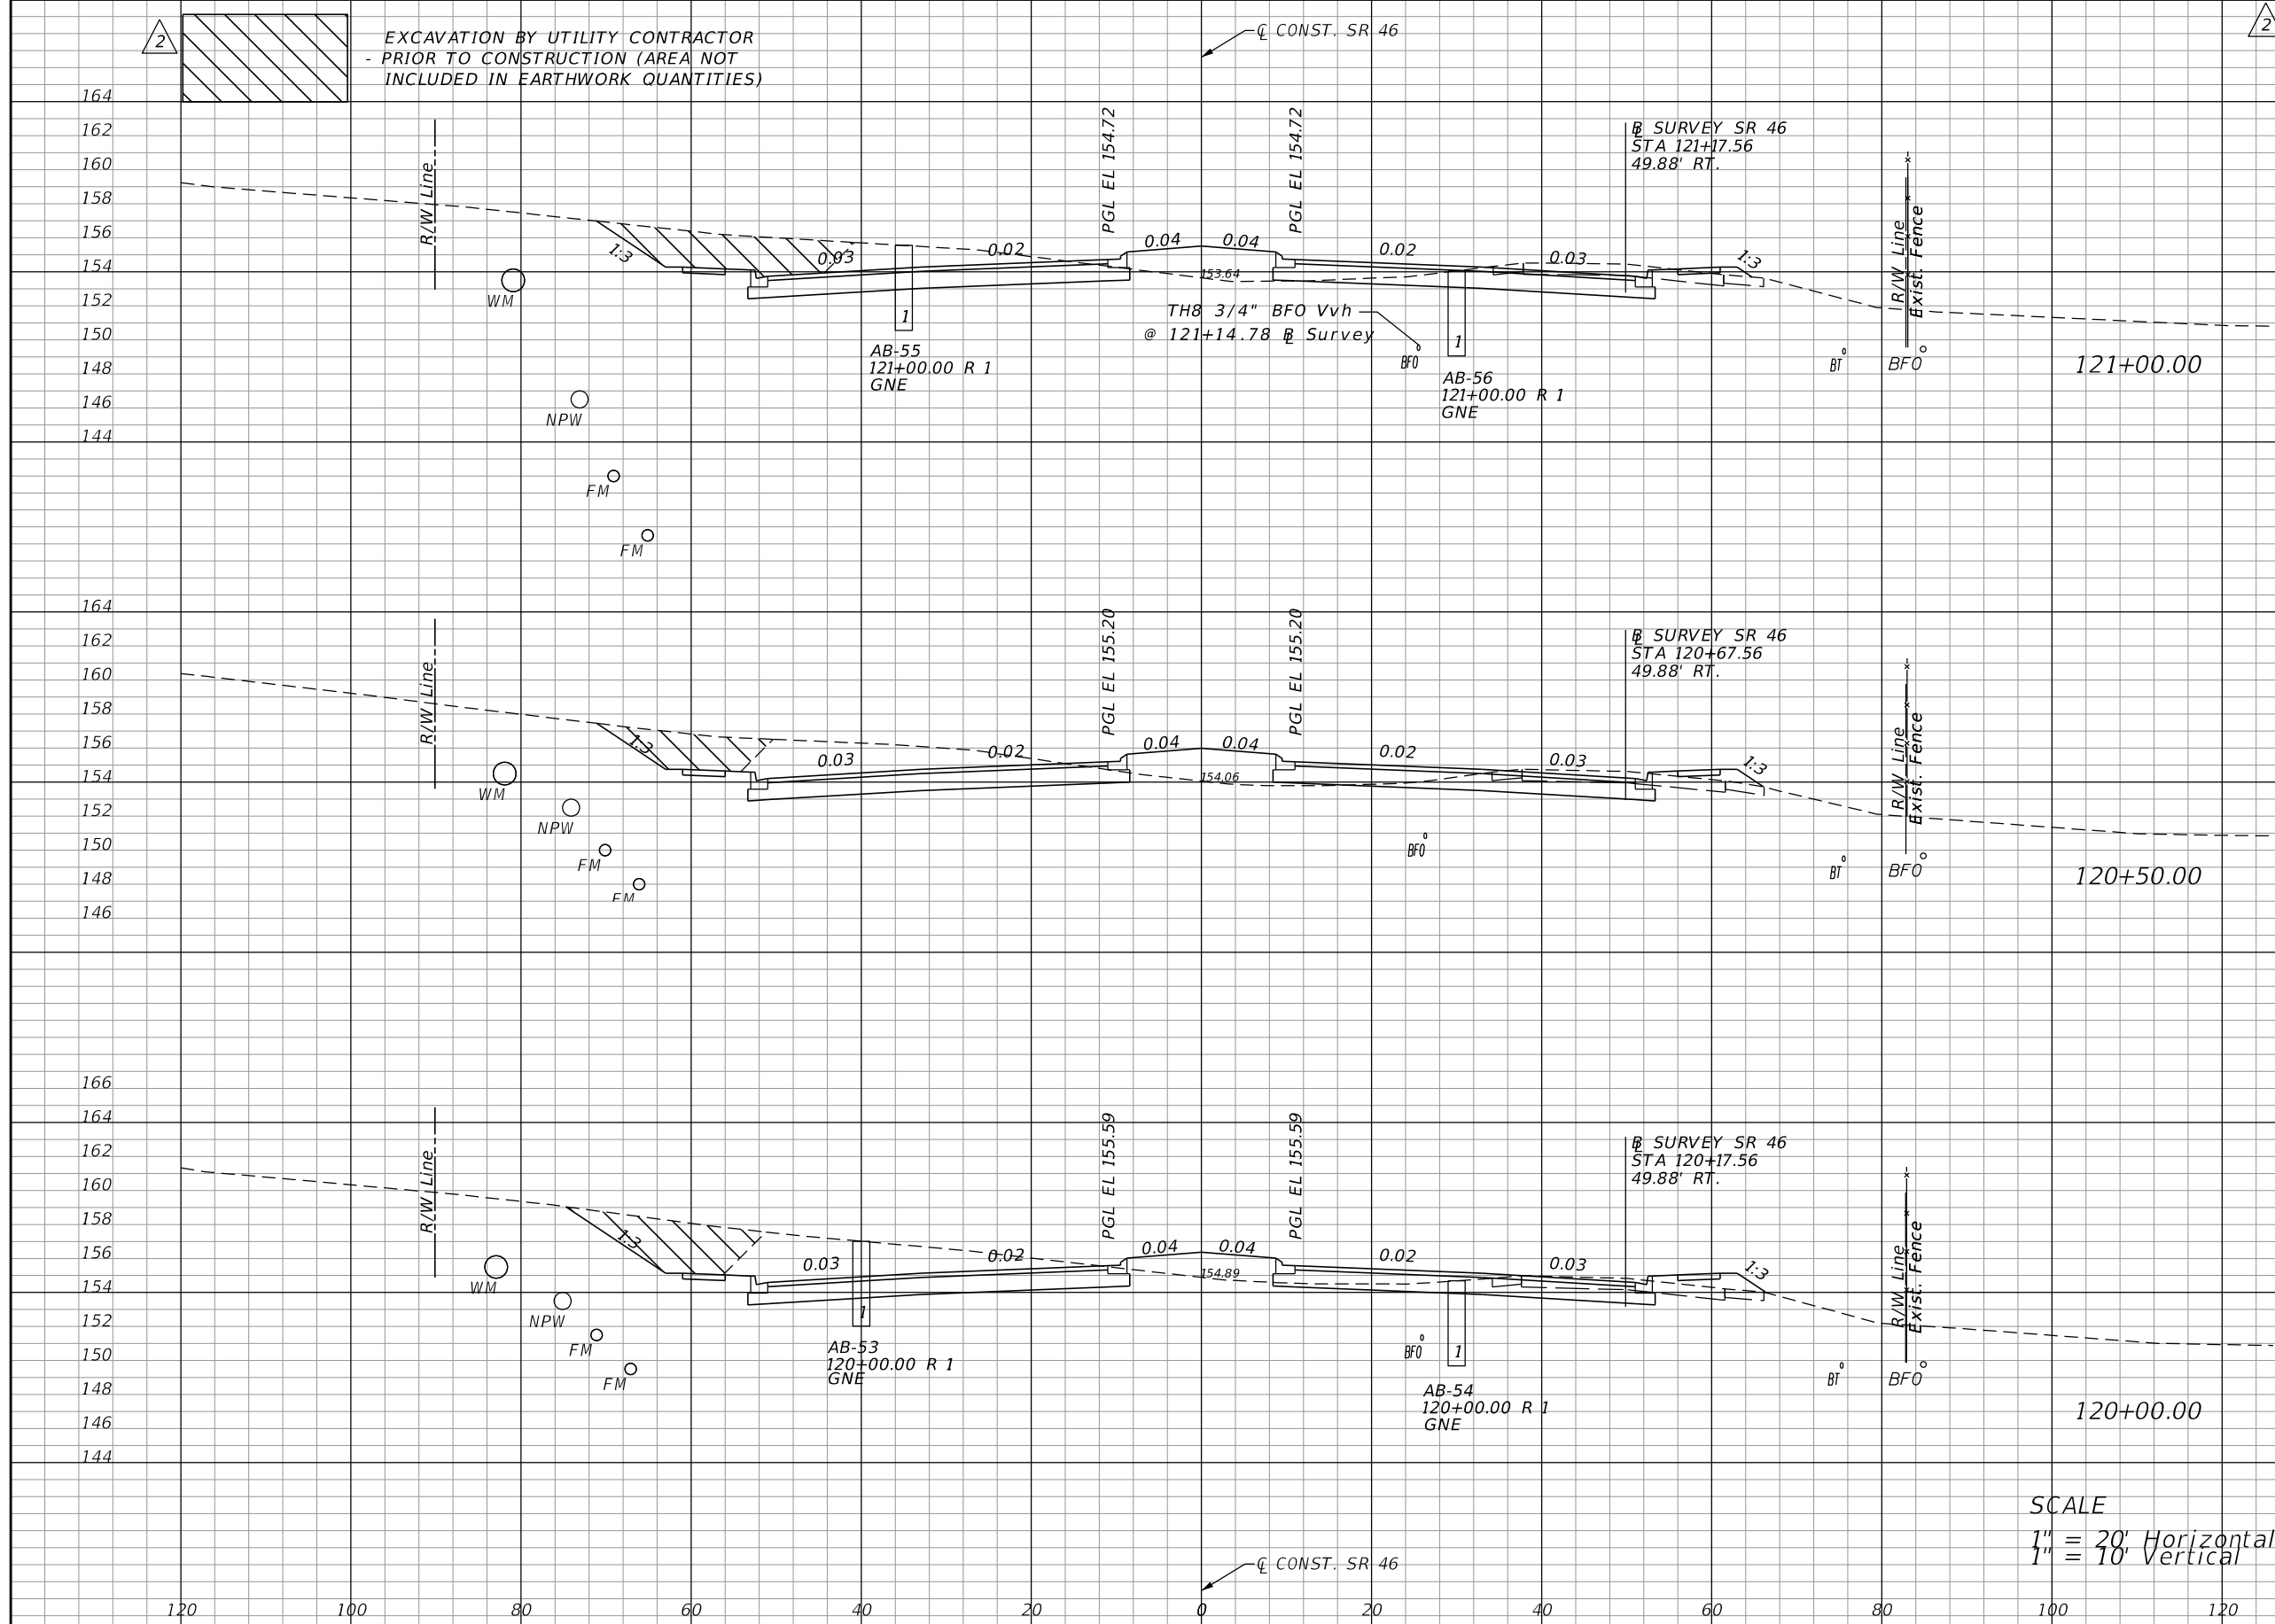 2
EXCAVATION BY UTILITY CONTRACTOR
- PRIOR TO CONSTRUCTION (AREA NOT
INCLUDED IN EARTHWORK QUANTITIES)
℄ CONST. SR 46
2
164
162
160
158
156
154
152
150
148
146
144
R/W Line
WM
NPW
FM
FM
1:3
0.03
0.02
PGL EL 154.72
0.04
0.04
PGL EL 154.72
153.64
0.02
0.03
1:3
B SURVEY SR 46
STA 121+17.56
49.88' RT.
R/W Line
Exist. Fence
TH8 3/4" BFO Vvh
@ 121+14.78 B Survey
BFO
1
AB-55
121+00.00 R 1
GNE
1
AB-56
121+00.00 R 1
GNE
BT
BFO
121+00.00
164
162
160
158
156
154
152
150
148
146
R/W Line
WM
NPW
FM
FM
1:3
0.03
0.02
PGL EL 155.20
0.04
0.04
PGL EL 155.20
154.06
0.02
0.03
1:3
B SURVEY SR 46
STA 120+67.56
49.88' RT.
R/W Line
Exist. Fence
BFO
BT
BFO
120+50.00
166
164
162
160
158
156
154
152
150
148
146
144
R/W Line
WM
NPW
FM
FM
1:3
0.03
0.02
PGL EL 155.59
0.04
0.04
PGL EL 155.59
154.89
0.02
0.03
1:3
B SURVEY SR 46
STA 120+17.56
49.88' RT.
R/W Line
Exist. Fence
1
AB-53
120+00.00 R 1
GNE
BFO
1
AB-54
120+00.00 R 1
GNE
BT
BFO
120+00.00
SCALE
1" = 20' Horizontal
1" = 10' Vertical
℄ CONST. SR 46
120
100
80
60
40
20
0
20
40
60
80
100
120